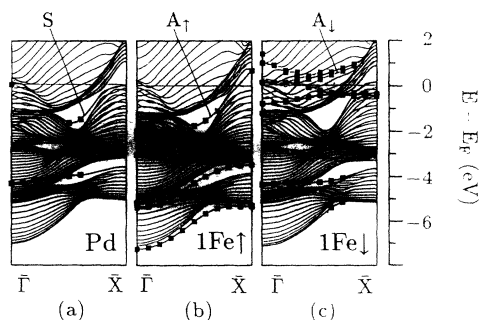 S A↑ A↓
2
0
−2
−4
−6
E - E_F (eV)
Pd 1Fe↑ 1Fe↓
Γ̄ X̄ Γ̄ X̄ Γ̄ X̄
(a) (b) (c)